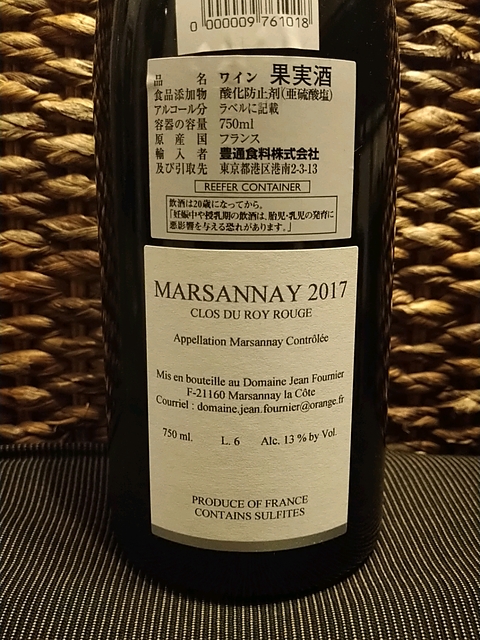 0 000009 761018
品 名 ワイン 果実酒
食品添加物 酸化防止剤(亜硫酸塩)
アルコール分 ラベルに記載
容器の容量 750ml
原産国 フランス
輸入者 豊通食料株式会社
及び引取先 東京都港区港南2-3-13
REEFER CONTAINER
飲酒は20歳になってから。
「妊娠中や授乳期の飲酒は、胎児・乳児の発育に
悪影響を与える恐れがあります。」
MARSANNAY 2017
CLOS DU ROY ROUGE
Appellation Marsannay Contrôlée
Mis en bouteille au Domaine Jean Fournier
F-21160 Marsannay la Côte
Courriel : domaine.jean.fournier@orange.fr
750 ml. L. 6 Alc. 13 % by Vol.
PRODUCE OF FRANCE
CONTAINS SULFITES